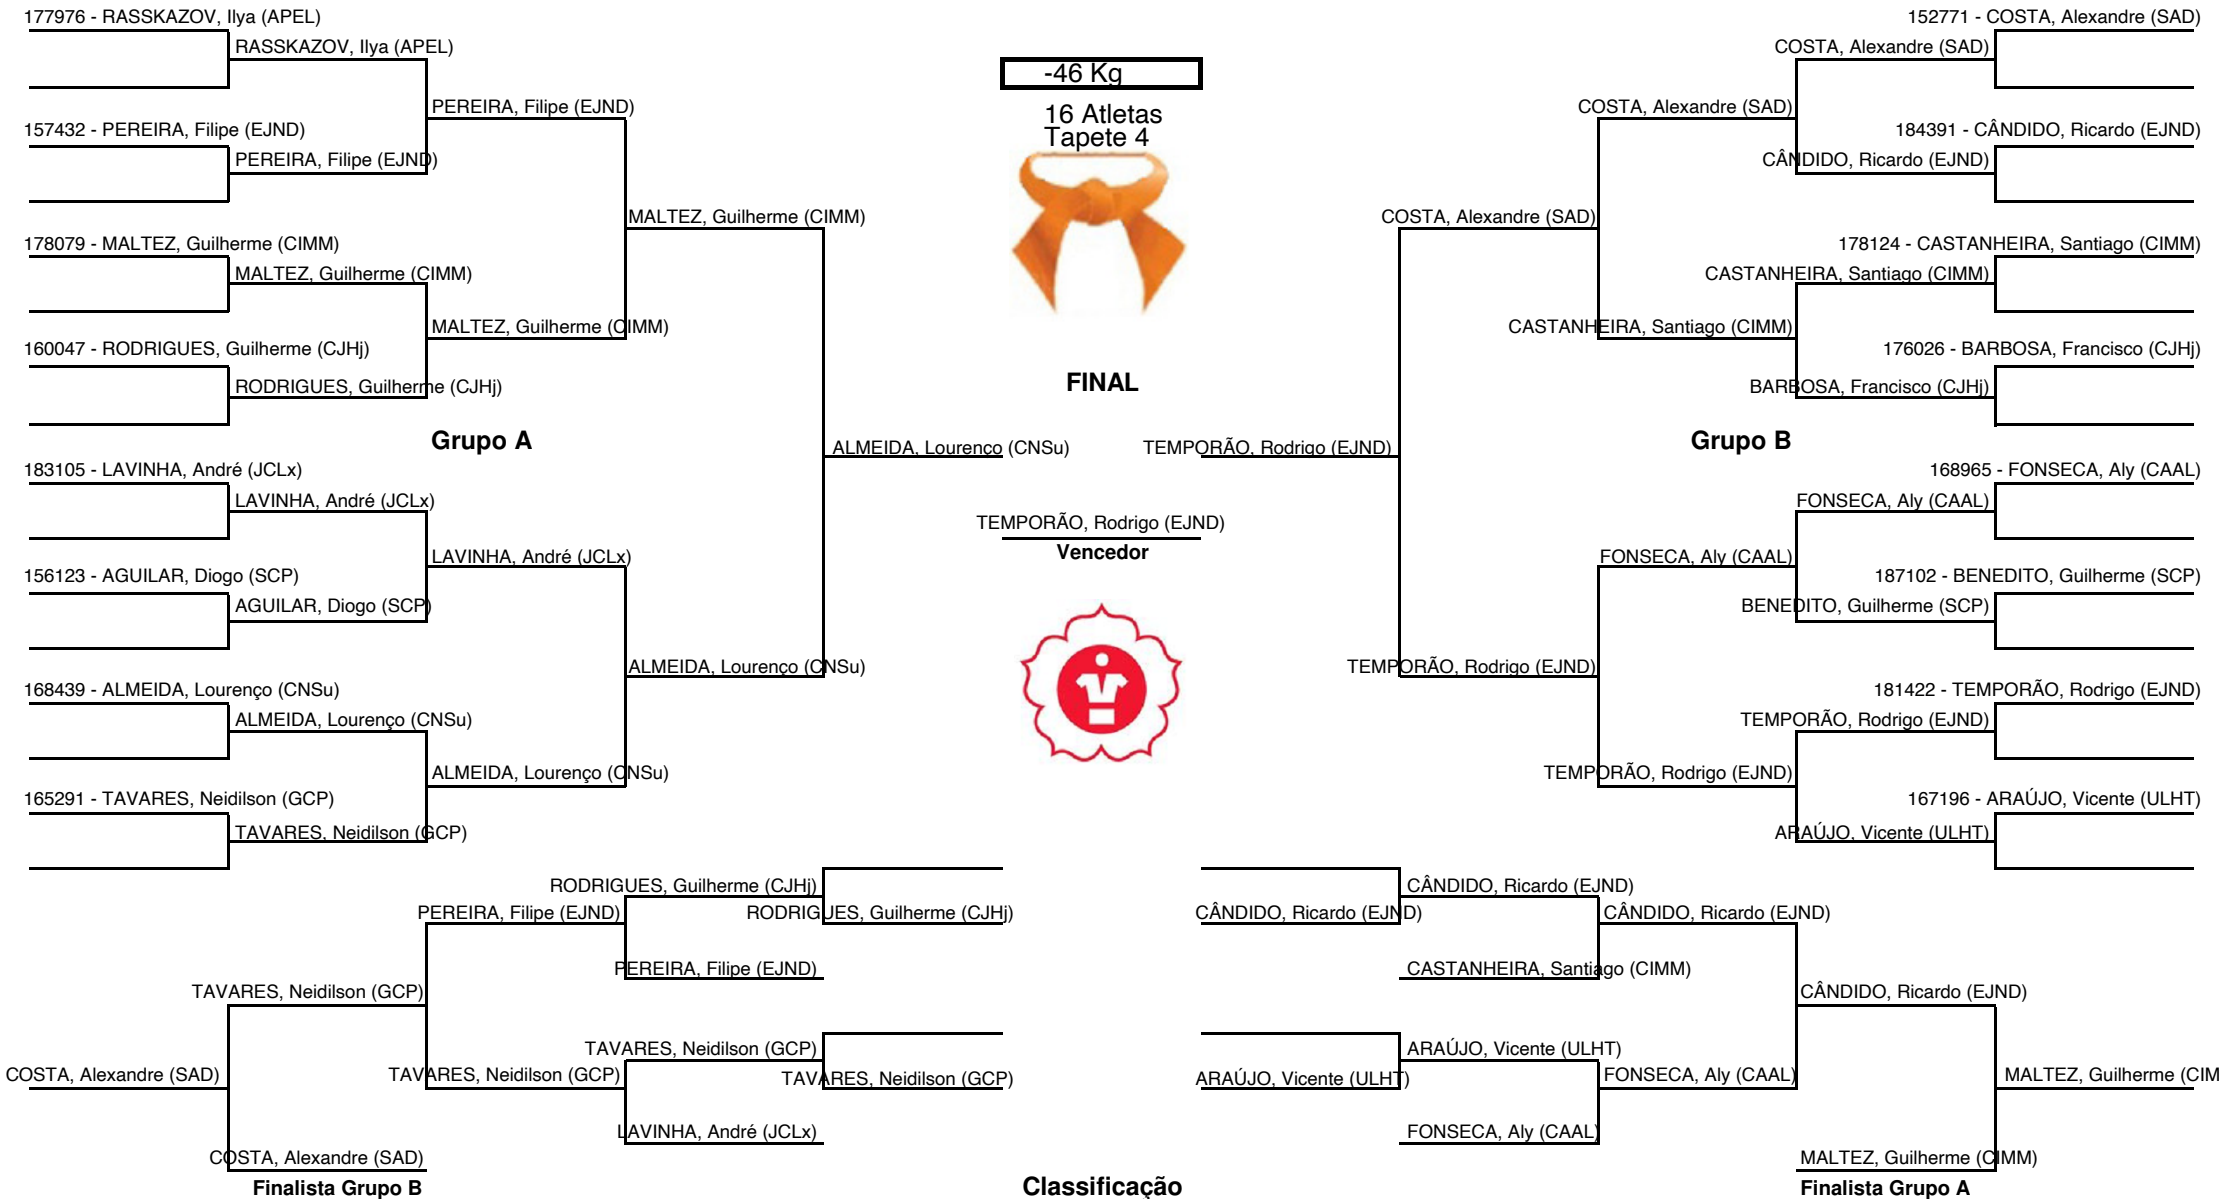 177976 - RASSKAZOV, Ilya (APEL)
RASSKAZOV, Ilya (APEL)
PEREIRA, Filipe (EJND)
157432 - PEREIRA, Filipe (EJND)
PEREIRA, Filipe (EJND)
MALTEZ, Guilherme (CIMM)
178079 - MALTEZ, Guilherme (CIMM)
MALTEZ, Guilherme (CIMM)
MALTEZ, Guilherme (CIMM)
160047 - RODRIGUES, Guilherme (CJHj)
RODRIGUES, Guilherme (CJHj)
Grupo A
ALMEIDA, Lourenço (CNSu)
183105 - LAVINHA, André (JCLx)
LAVINHA, André (JCLx)
LAVINHA, André (JCLx)
156123 - AGUILAR, Diogo (SCP)
AGUILAR, Diogo (SCP)
ALMEIDA, Lourenço (CNSu)
168439 - ALMEIDA, Lourenço (CNSu)
ALMEIDA, Lourenço (CNSu)
ALMEIDA, Lourenço (CNSu)
165291 - TAVARES, Neidilson (GCP)
TAVARES, Neidilson (GCP)
-46 Kg
16 Atletas
Tapete 4
FINAL
TEMPORÃO, Rodrigo (EJND)
Vencedor
152771 - COSTA, Alexandre (SAD)
COSTA, Alexandre (SAD)
COSTA, Alexandre (SAD)
184391 - CÂNDIDO, Ricardo (EJND)
CÂNDIDO, Ricardo (EJND)
COSTA, Alexandre (SAD)
178124 - CASTANHEIRA, Santiago (CIMM)
CASTANHEIRA, Santiago (CIMM)
CASTANHEIRA, Santiago (CIMM)
176026 - BARBOSA, Francisco (CJHj)
BARBOSA, Francisco (CJHj)
Grupo B
TEMPORÃO, Rodrigo (EJND)
168965 - FONSECA, Aly (CAAL)
FONSECA, Aly (CAAL)
FONSECA, Aly (CAAL)
187102 - BENEDITO, Guilherme (SCP)
BENEDITO, Guilherme (SCP)
TEMPORÃO, Rodrigo (EJND)
181422 - TEMPORÃO, Rodrigo (EJND)
TEMPORÃO, Rodrigo (EJND)
TEMPORÃO, Rodrigo (EJND)
167196 - ARAÚJO, Vicente (ULHT)
ARAÚJO, Vicente (ULHT)
RODRIGUES, Guilherme (CJHj)
PEREIRA, Filipe (EJND)
RODRIGUES, Guilherme (CJHj)
PEREIRA, Filipe (EJND)
TAVARES, Neidilson (GCP)
TAVARES, Neidilson (GCP)
COSTA, Alexandre (SAD)
TAVARES, Neidilson (GCP)
TAVARES, Neidilson (GCP)
LAVINHA, André (JCLx)
COSTA, Alexandre (SAD)
Finalista Grupo B
CÂNDIDO, Ricardo (EJND)
CÂNDIDO, Ricardo (EJND)
CÂNDIDO, Ricardo (EJND)
CASTANHEIRA, Santiago (CIMM)
CÂNDIDO, Ricardo (EJND)
ARAÚJO, Vicente (ULHT)
ARAÚJO, Vicente (ULHT)
FONSECA, Aly (CAAL)
MALTEZ, Guilherme (CIM
FONSECA, Aly (CAAL)
MALTEZ, Guilherme (CIMM)
Finalista Grupo A
Classificação